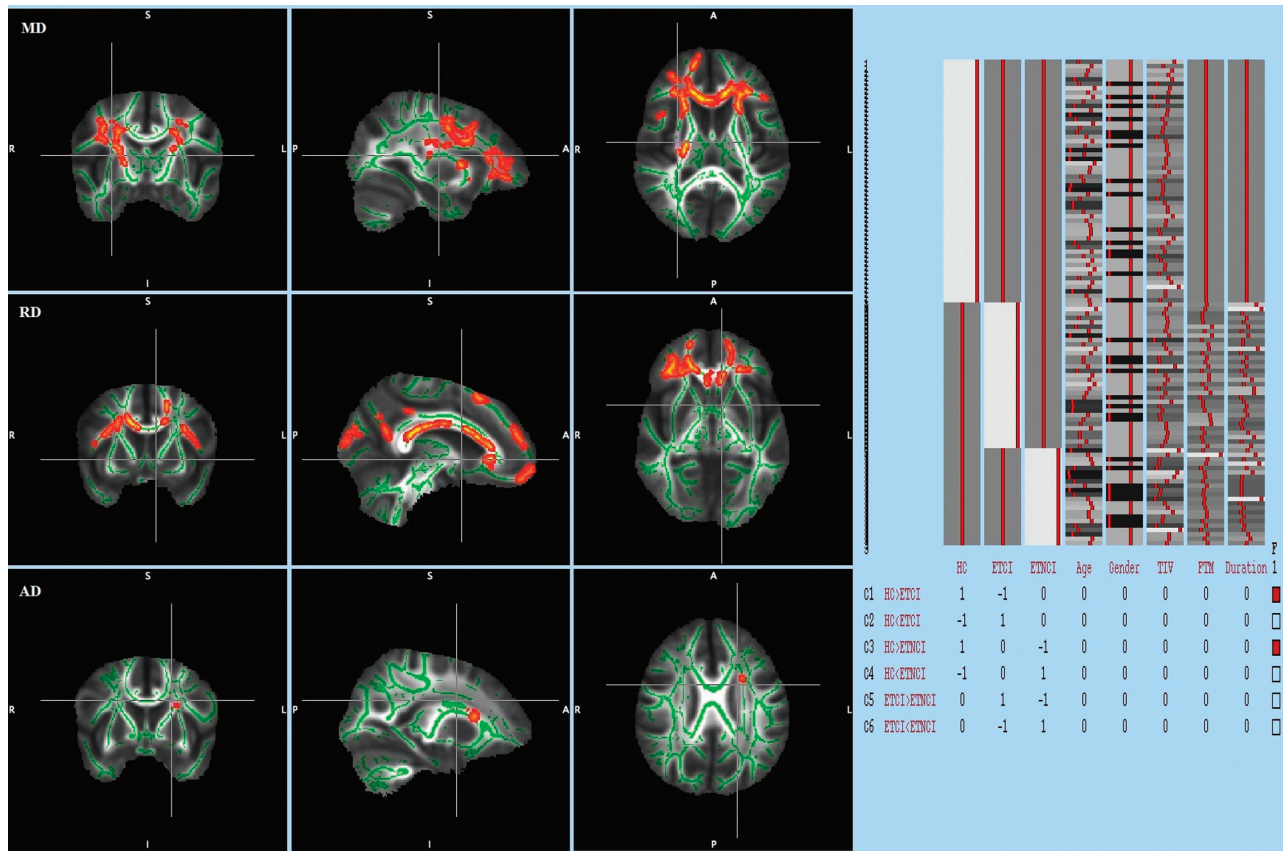 MD
S
S
A
R
L
P
A
R
L
I
I
P
RD
S
S
A
R
L
P
A
R
L
I
I
P
AD
S
S
A
R
L
P
A
R
L
I
I
P
F
HC ETCI ETNCI Age Gender TIV FTM Duration 1
C1 HC>ETCI 1 -1 0 0 0 0 0 0
C2 HC<ETCI -1 1 0 0 0 0 0 0
C3 HC>ETNCI 1 0 -1 0 0 0 0 0
C4 HC<ETNCI -1 0 1 0 0 0 0 0
C5 ETCI>ETNCI 0 1 -1 0 0 0 0 0
C6 ETCI<ETNCI 0 -1 1 0 0 0 0 0